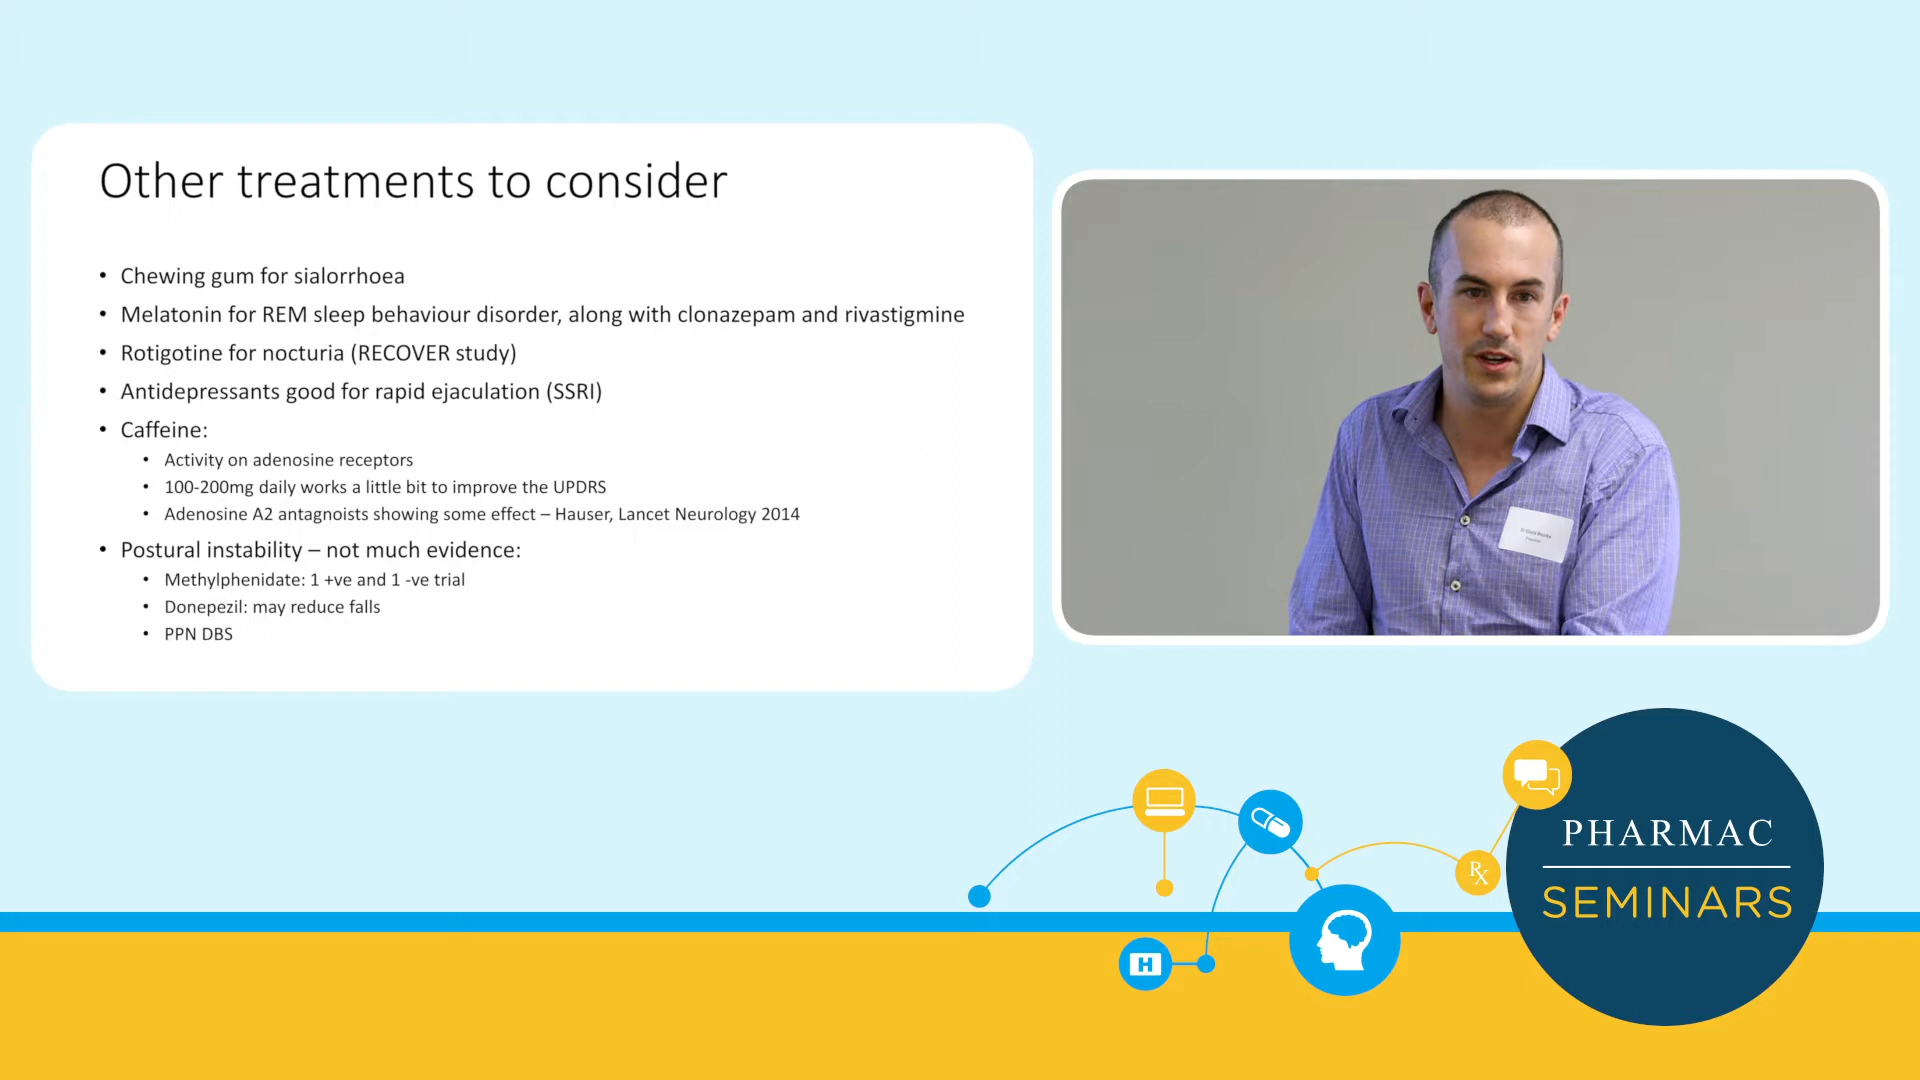 Other treatments to consider
• Chewing gum for sialorrhoea
• Melatonin for REM sleep behaviour disorder, along with clonazepam and rivastigmine
• Rotigotine for nocturia (RECOVER study)
• Antidepressants good for rapid ejaculation (SSRI)
• Caffeine:
• Activity on adenosine receptors
• 100-200mg daily works a little bit to improve the UPDRS
• Adenosine A2 antagnoists showing some effect – Hauser, Lancet Neurology 2014
• Postural instability – not much evidence:
• Methylphenidate: 1 +ve and 1 -ve trial
• Donepezil: may reduce falls
• PPN DBS
Rx
H
PHARMAC
SEMINARS